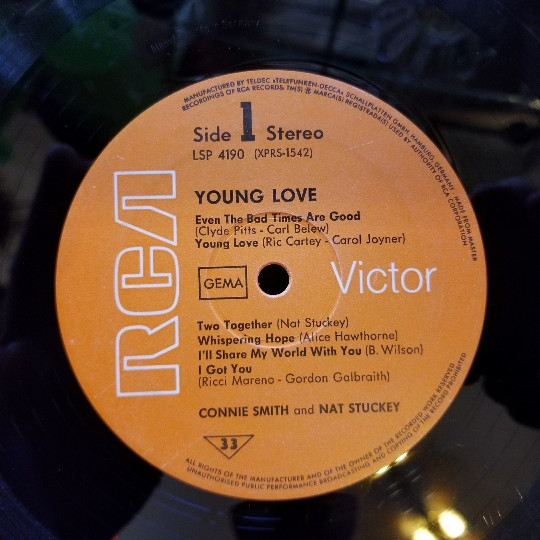 MANUFACTURED BY TELDEC »TELEFUNKEN-DECCA« SCHALLPLATTEN GMBH, HAMBURG, GERMANY MADE FROM MASTER
RECORDINGS OF RCA RECORDS TM(S) ® MARCA(S) REGISTRADA(S) USED BY AUTHORITY OF RCA CORPORATION
Side 1 Stereo
LSP 4190 (XPRS-1542)
RCA
YOUNG LOVE
Even The Bad Times Are Good
(Clyde Pitts - Carl Belew)
Young Love (Ric Cartey - Carol Joyner)
GEMA
Victor
Two Together (Nat Stuckey)
Whispering Hope (Alice Hawthorne)
I'll Share My World With You (B. Wilson)
I Got You
(Ricci Mareno - Gordon Galbraith)
CONNIE SMITH and NAT STUCKEY
33
ALL RIGHTS OF THE MANUFACTURER AND OF THE OWNER OF THE RECORDED WORK RESERVED
UNAUTHORISED PUBLIC PERFORMANCE BROADCASTING AND COPYING OF THE RECORD PROHIBITED